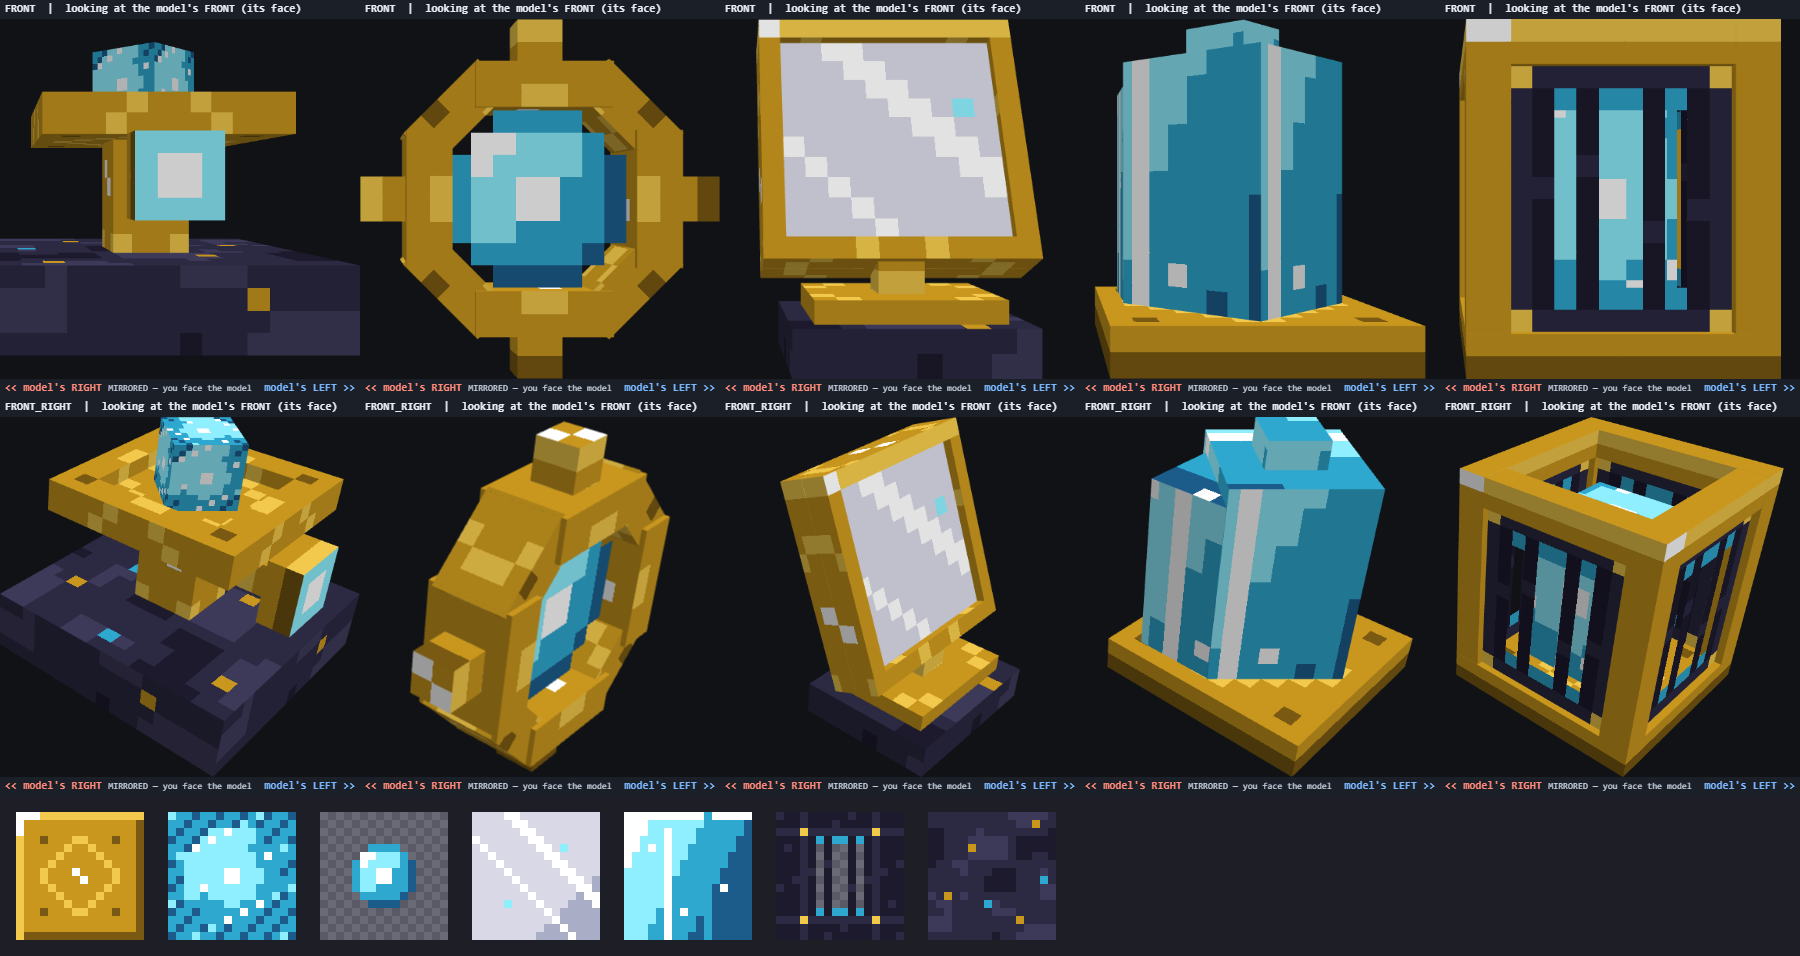 FRONT | looking at the model's FRONT (its face)
FRONT | looking at the model's FRONT (its face)
FRONT | looking at the model's FRONT (its face)
FRONT | looking at the model's FRONT (its face)
FRONT | looking at the model's FRONT (its face)
<< model's RIGHT MIRRORED — you face the model model's LEFT >>
<< model's RIGHT MIRRORED — you face the model model's LEFT >>
<< model's RIGHT MIRRORED — you face the model model's LEFT >>
<< model's RIGHT MIRRORED — you face the model model's LEFT >>
<< model's RIGHT MIRRORED — you face the model model's LEFT >>
FRONT_RIGHT | looking at the model's FRONT (its face)
FRONT_RIGHT | looking at the model's FRONT (its face)
FRONT_RIGHT | looking at the model's FRONT (its face)
FRONT_RIGHT | looking at the model's FRONT (its face)
FRONT_RIGHT | looking at the model's FRONT (its face)
<< model's RIGHT MIRRORED — you face the model model's LEFT >>
<< model's RIGHT MIRRORED — you face the model model's LEFT >>
<< model's RIGHT MIRRORED — you face the model model's LEFT >>
<< model's RIGHT MIRRORED — you face the model model's LEFT >>
<< model's RIGHT MIRRORED — you face the model model's LEFT >>